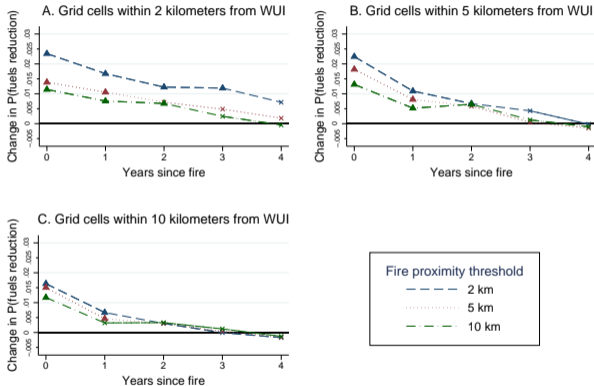 A. Grid cells within 2 kilometers from WUI
Change in P(fuels reduction)
-.005 0 .005 .01 .015 .02 .025 .03
0 1 2 3 4
Years since fire
B. Grid cells within 5 kilometers from WUI
Change in P(fuels reduction)
-.005 0 .005 .01 .015 .02 .025 .03
0 1 2 3 4
Years since fire
C. Grid cells within 10 kilometers from WUI
Change in P(fuels reduction)
-.005 0 .005 .01 .015 .02 .025 .03
0 1 2 3 4
Years since fire
Fire proximity threshold
2 km
5 km
10 km